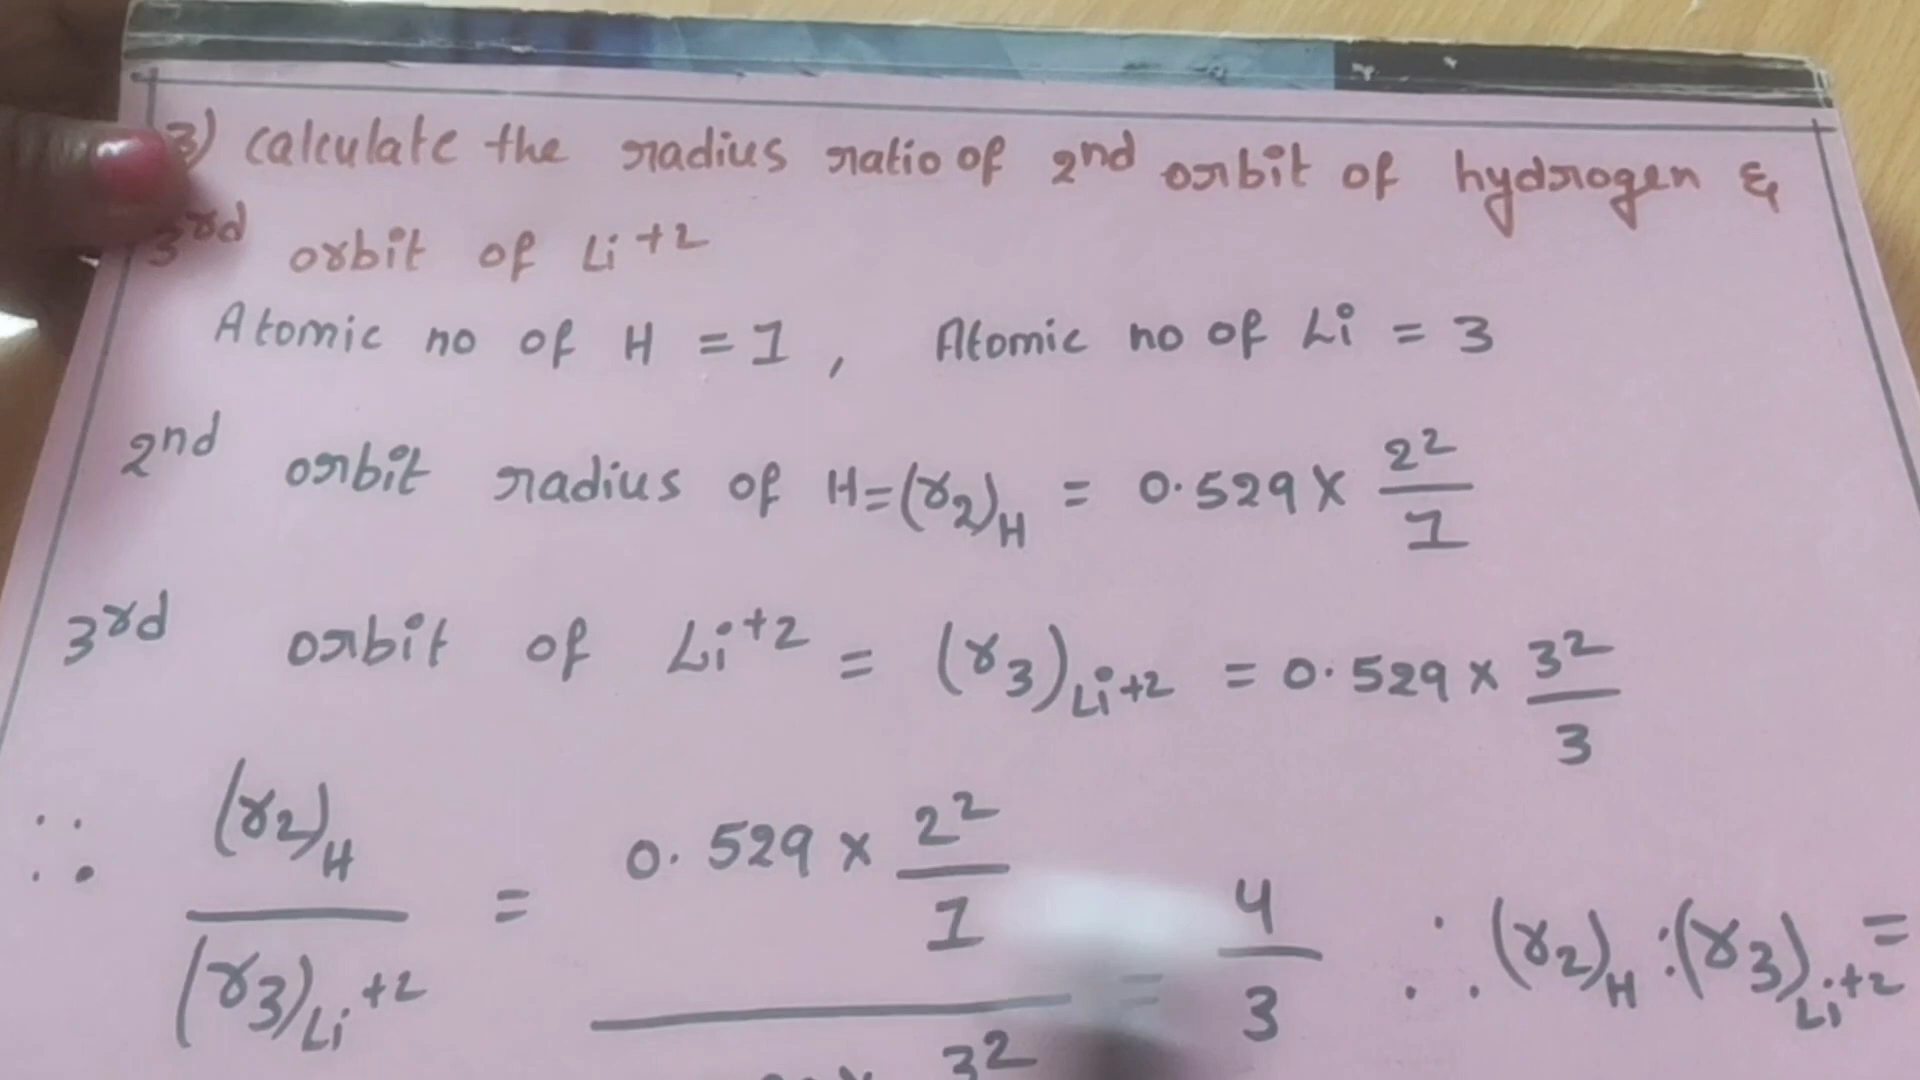 3) calculate the radius ratio of 2nd orbit of hydrogen &
3rd orbit of Li+2
Atomic no of H = 1, Atomic no of Li = 3
2nd orbit radius of H = (r2)H = 0.529 × 2²/1
3rd orbit of Li+2 = (r3)Li+2 = 0.529 × 3²/3
∴ (r2)H / (r3)Li+2 = 0.529 × 2²/1 / 3² = 4/3 ∴ (r2)H : (r3)Li+2 =